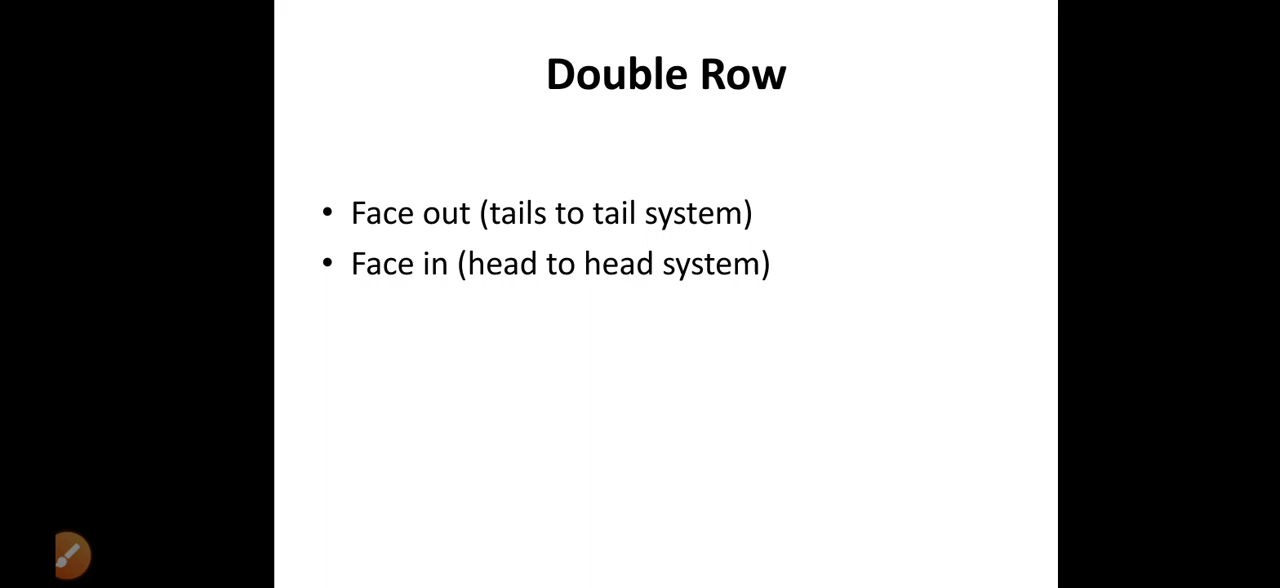 Double Row
• Face out (tails to tail system)
• Face in (head to head system)